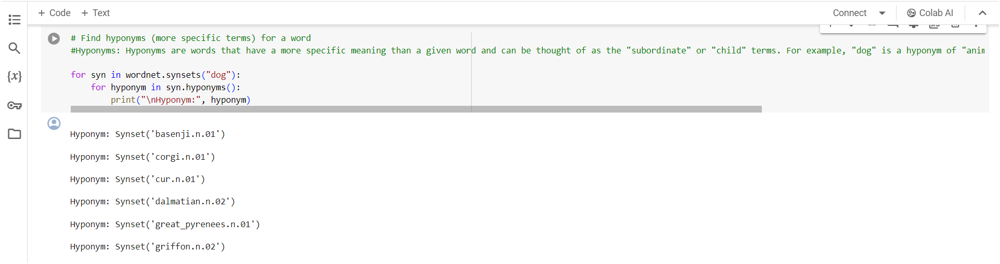 + Code + Text
Connect
Colab AI
# Find hyponyms (more specific terms) for a word
#Hyponyms: Hyponyms are words that have a more specific meaning than a given word and can be thought of as the "subordinate" or "child" terms. For example, "dog" is a hyponym of "anim
{x}
for syn in wordnet.synsets("dog"):
    for hyponym in syn.hyponyms():
        print("\nHyponym:", hyponym)
Hyponym: Synset('basenji.n.01')
Hyponym: Synset('corgi.n.01')
Hyponym: Synset('cur.n.01')
Hyponym: Synset('dalmatian.n.02')
Hyponym: Synset('great_pyrenees.n.01')
Hyponym: Synset('griffon.n.02')